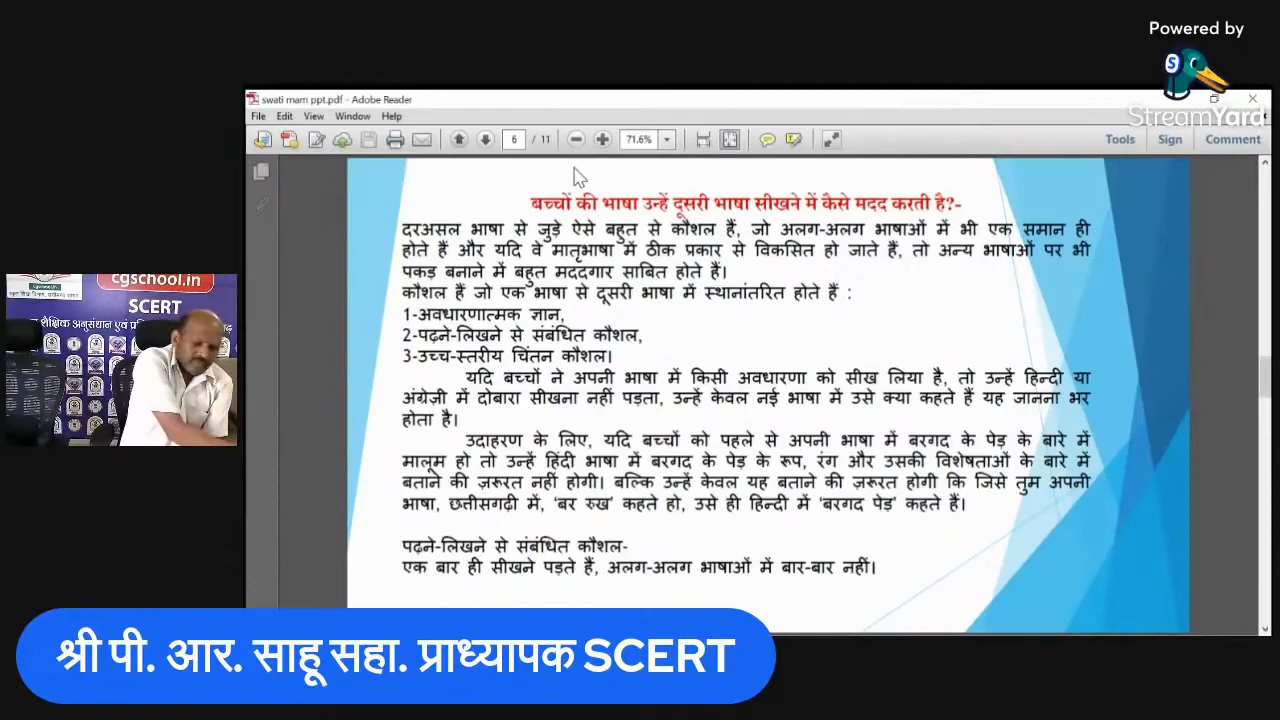 Powered by
S
StreamYard
swati mam ppt.pdf - Adobe Reader
File Edit View Window Help
6 / 11 71.6% Tools Sign Comment
बच्चों की भाषा उन्हें दूसरी भाषा सीखने में कैसे मदद करती है?-
दरअसल भाषा से जुड़े ऐसे बहुत से कौशल हैं, जो अलग-अलग भाषाओं में भी एक समान ही
होते हैं और यदि वे मातृभाषा में ठीक प्रकार से विकसित हो जाते हैं, तो अन्य भाषाओं पर भी
पकड़ बनाने में बहुत मददगार साबित होते हैं।
कौशल हैं जो एक भाषा से दूसरी भाषा में स्थानांतरित होते हैं :
1-अवधारणात्मक ज्ञान,
2-पढ़ने-लिखने से संबंधित कौशल,
3-उच्च-स्तरीय चिंतन कौशल।
यदि बच्चों ने अपनी भाषा में किसी अवधारणा को सीख लिया है, तो उन्हें हिन्दी या
अंग्रेज़ी में दोबारा सीखना नहीं पड़ता, उन्हें केवल नई भाषा में उसे क्या कहते हैं यह जानना भर
होता है।
उदाहरण के लिए, यदि बच्चों को पहले से अपनी भाषा में बरगद के पेड़ के बारे में
मालूम हो तो उन्हें हिंदी भाषा में बरगद के पेड़ के रूप, रंग और उसकी विशेषताओं के बारे में
बताने की ज़रूरत नहीं होगी। बल्कि उन्हें केवल यह बताने की ज़रूरत होगी कि जिसे तुम अपनी
भाषा, छत्तीसगढ़ी में, ‘बर रुख’ कहते हो, उसे ही हिन्दी में ‘बरगद पेड़’ कहते हैं।
पढ़ने-लिखने से संबंधित कौशल-
एक बार ही सीखने पड़ते हैं, अलग-अलग भाषाओं में बार-बार नहीं।
cgschool.in
cgschool.in
SCERT
शैक्षिक अनुसंधान एवं
श्री पी. आर. साहू सहा. प्राध्यापक SCERT